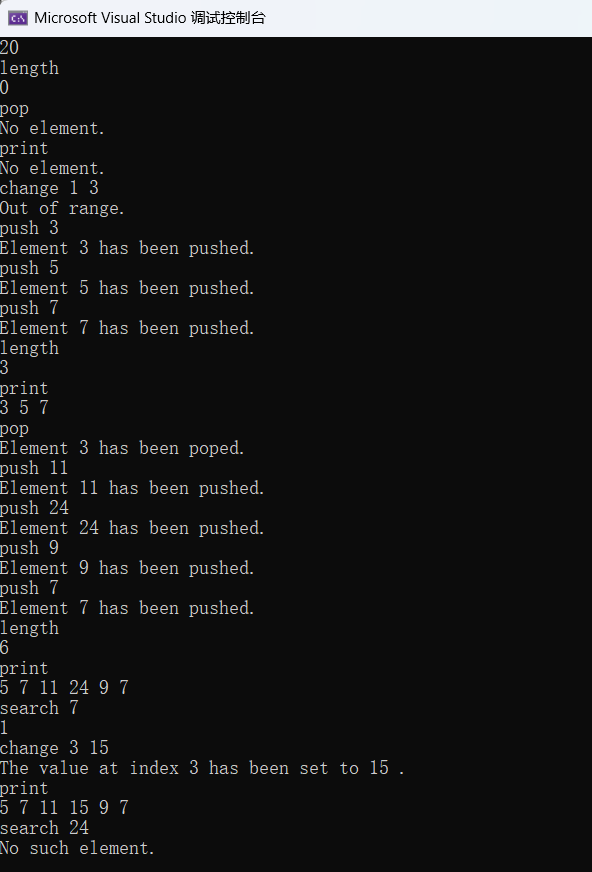 Microsoft Visual Studio 调试控制台
20
length
0
pop
No element.
print
No element.
change 1 3
Out of range.
push 3
Element 3 has been pushed.
push 5
Element 5 has been pushed.
push 7
Element 7 has been pushed.
length
3
print
3 5 7
pop
Element 3 has been poped.
push 11
Element 11 has been pushed.
push 24
Element 24 has been pushed.
push 9
Element 9 has been pushed.
push 7
Element 7 has been pushed.
length
6
print
5 7 11 24 9 7
search 7
1
change 3 15
The value at index 3 has been set to 15 .
print
5 7 11 15 9 7
search 24
No such element.